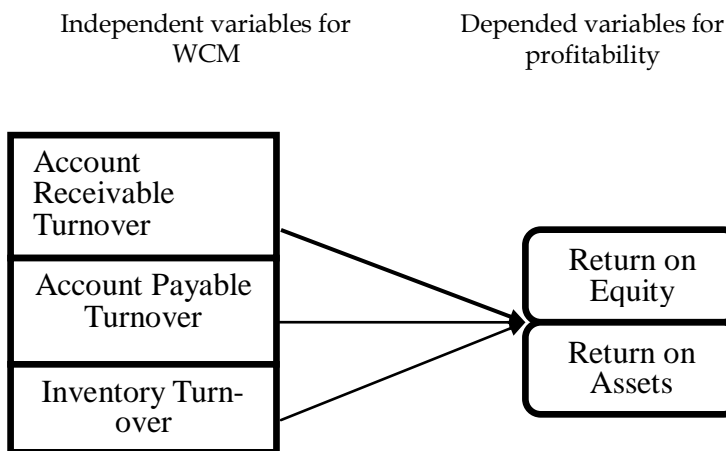 Independent variables for
WCM
Depended variables for
profitability
Account
Receivable
Turnover
Account Payable
Turnover
Inventory Turn-
over
Return on
Equity
Return on
Assets